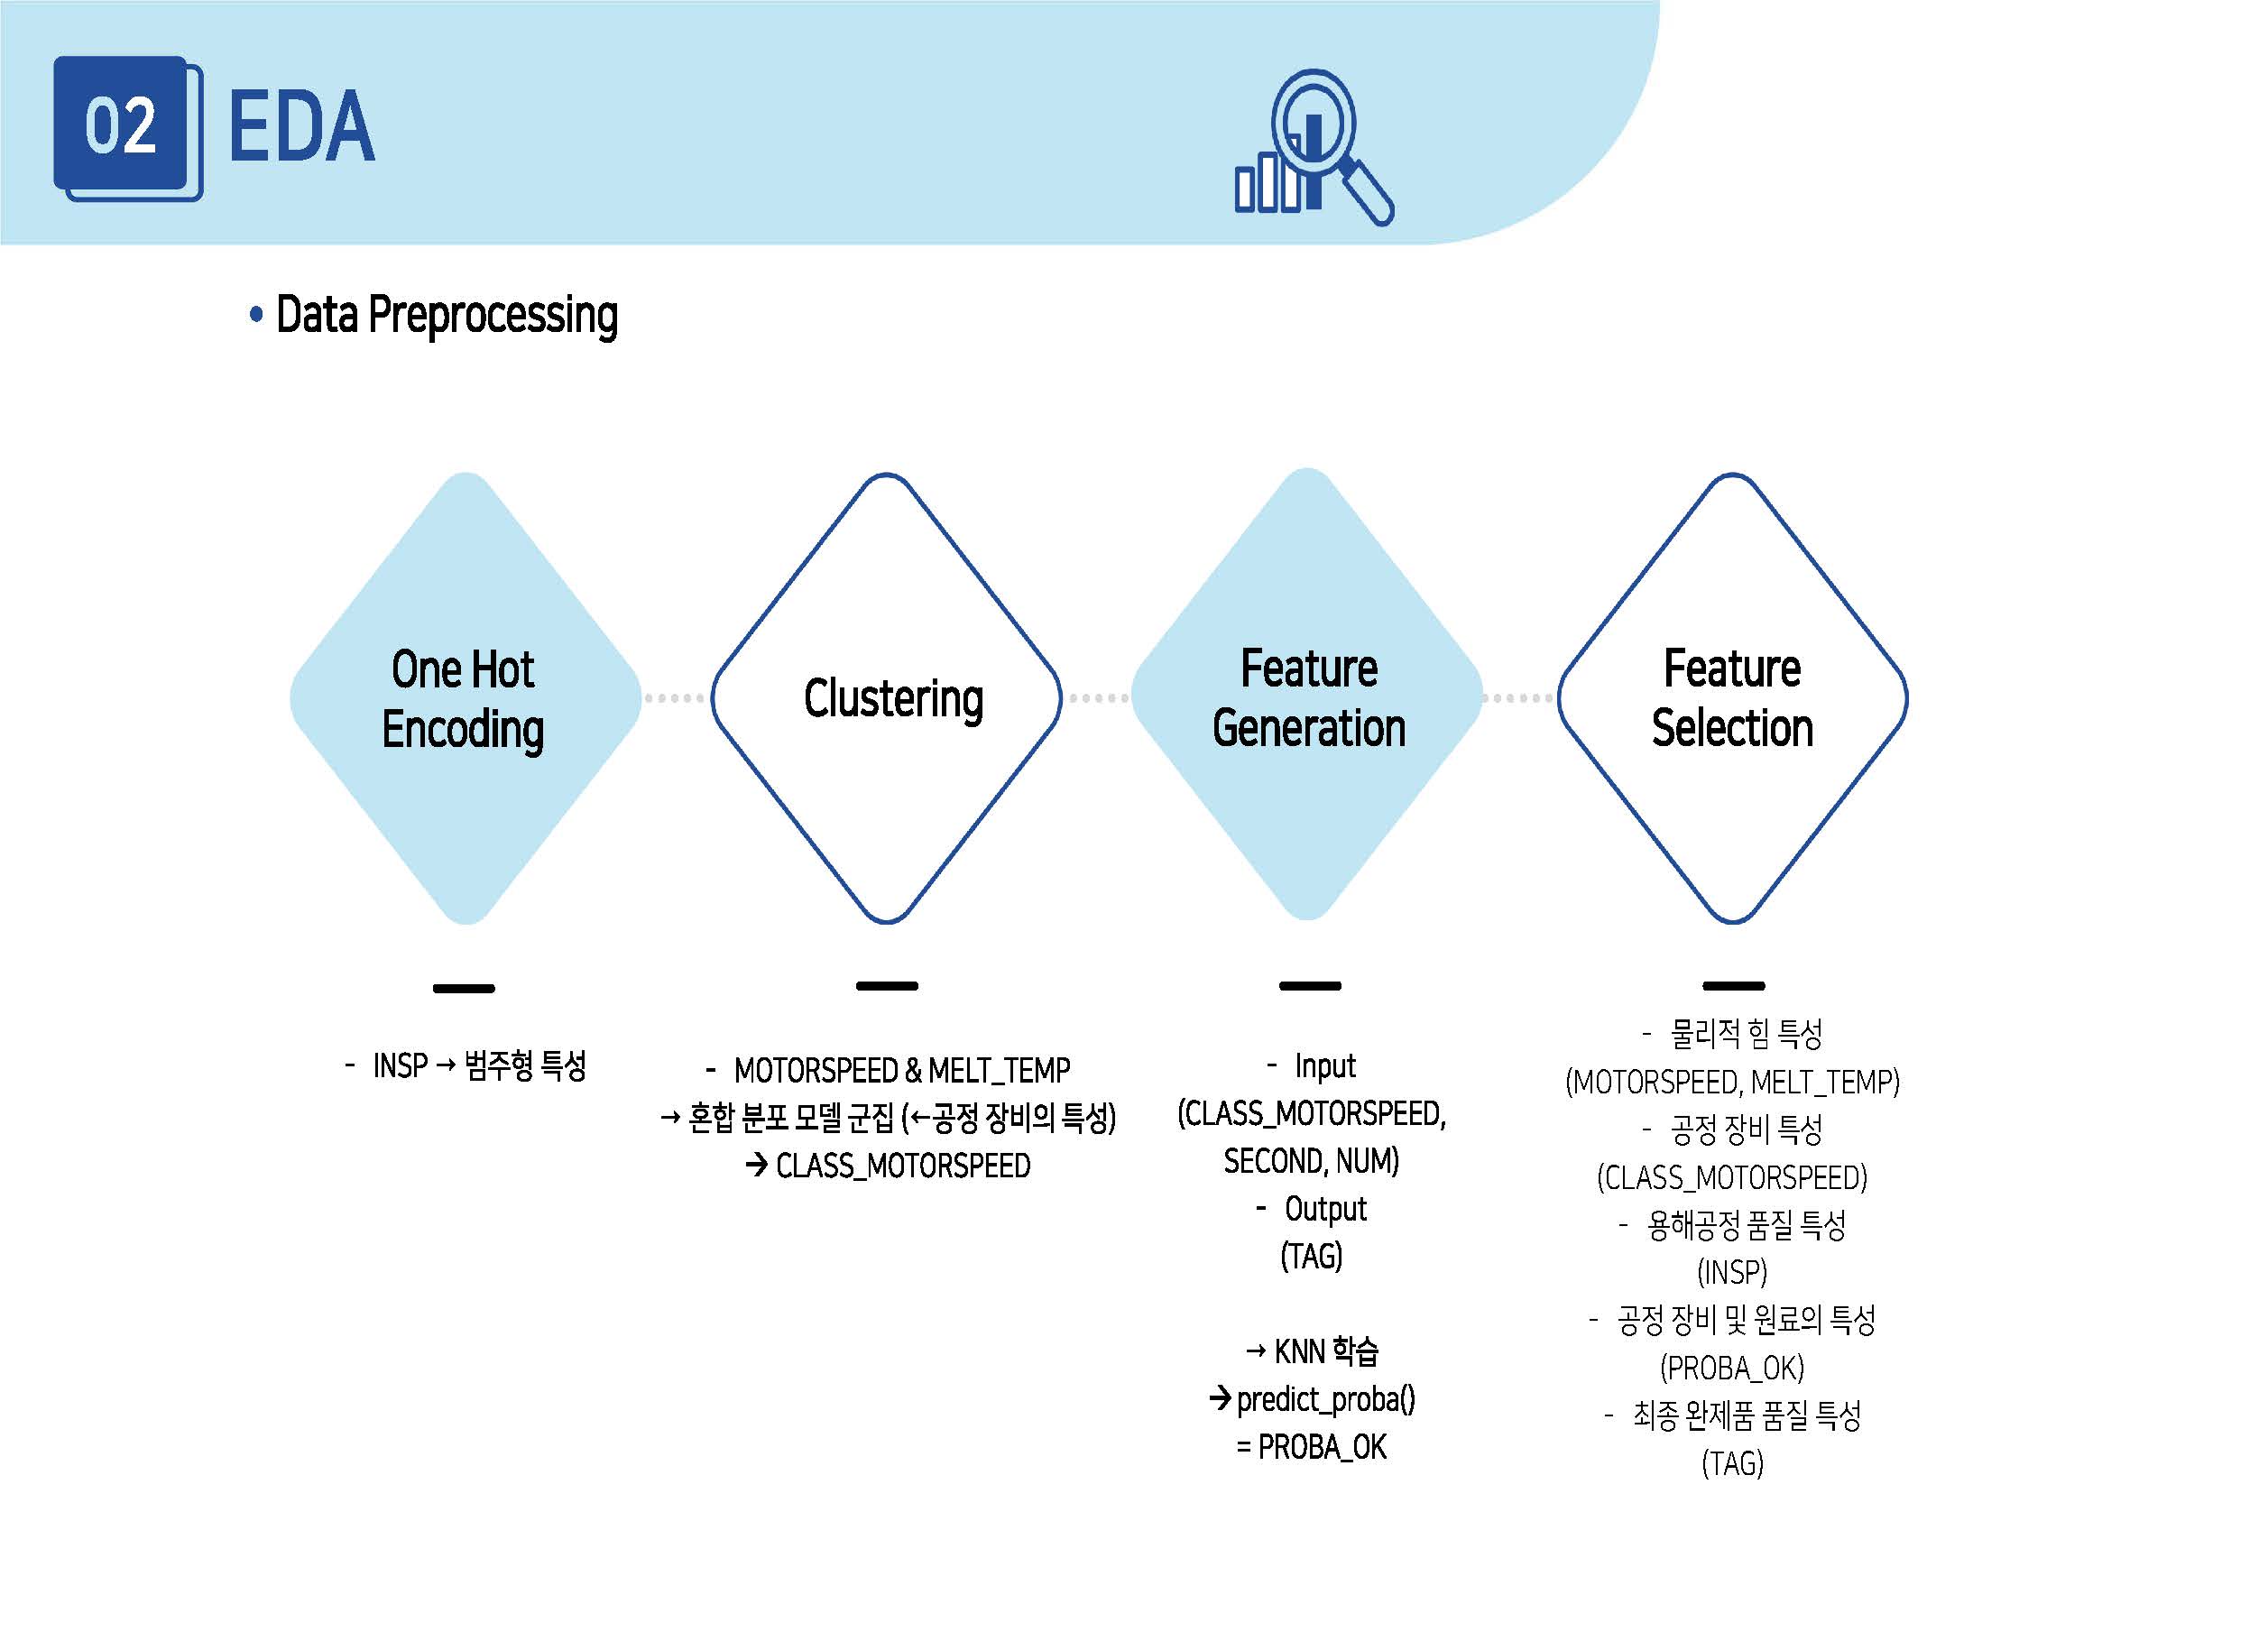 02 EDA
• Data Preprocessing
One Hot
Encoding
- INSP → 범주형 특성
Clustering
- MOTORSPEED & MELT_TEMP
→ 혼합 분포 모델 군집 (←공정 장비의 특성)
→ CLASS_MOTORSPEED
Feature
Generation
- Input
(CLASS_MOTORSPEED,
SECOND, NUM)
- Output
(TAG)
→ KNN 학습
→ predict_proba()
= PROBA_OK
Feature
Selection
- 물리적 힘 특성
(MOTORSPEED, MELT_TEMP)
- 공정 장비 특성
(CLASS_MOTORSPEED)
- 용해공정 품질 특성
(INSP)
- 공정 장비 및 원료의 특성
(PROBA_OK)
- 최종 완제품 품질 특성
(TAG)